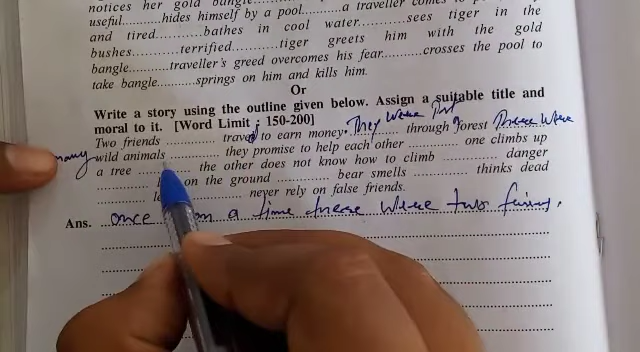 notices her gold bangle............ a traveller comes to
useful............hides himself by a pool............
and tired............bathes in cool water............sees tiger in the
bushes............terrified............tiger greets him with the gold
bangle............traveller's greed overcomes his fear............crosses the pool to
take bangle............springs on him and kills him.
Or
Write a story using the outline given below. Assign a suitable title and
moral to it. [Word Limit : 150-200] They were
Two friends ............ travel to earn money. ............ through a forest There were
many wild animals ............ they promise to help each other ............ one climbs up
a tree ............ the other does not know how to climb ............ danger
............ on the ground ............ bear smells ............ thinks dead
............ never rely on false friends.
Ans. once a time there were two